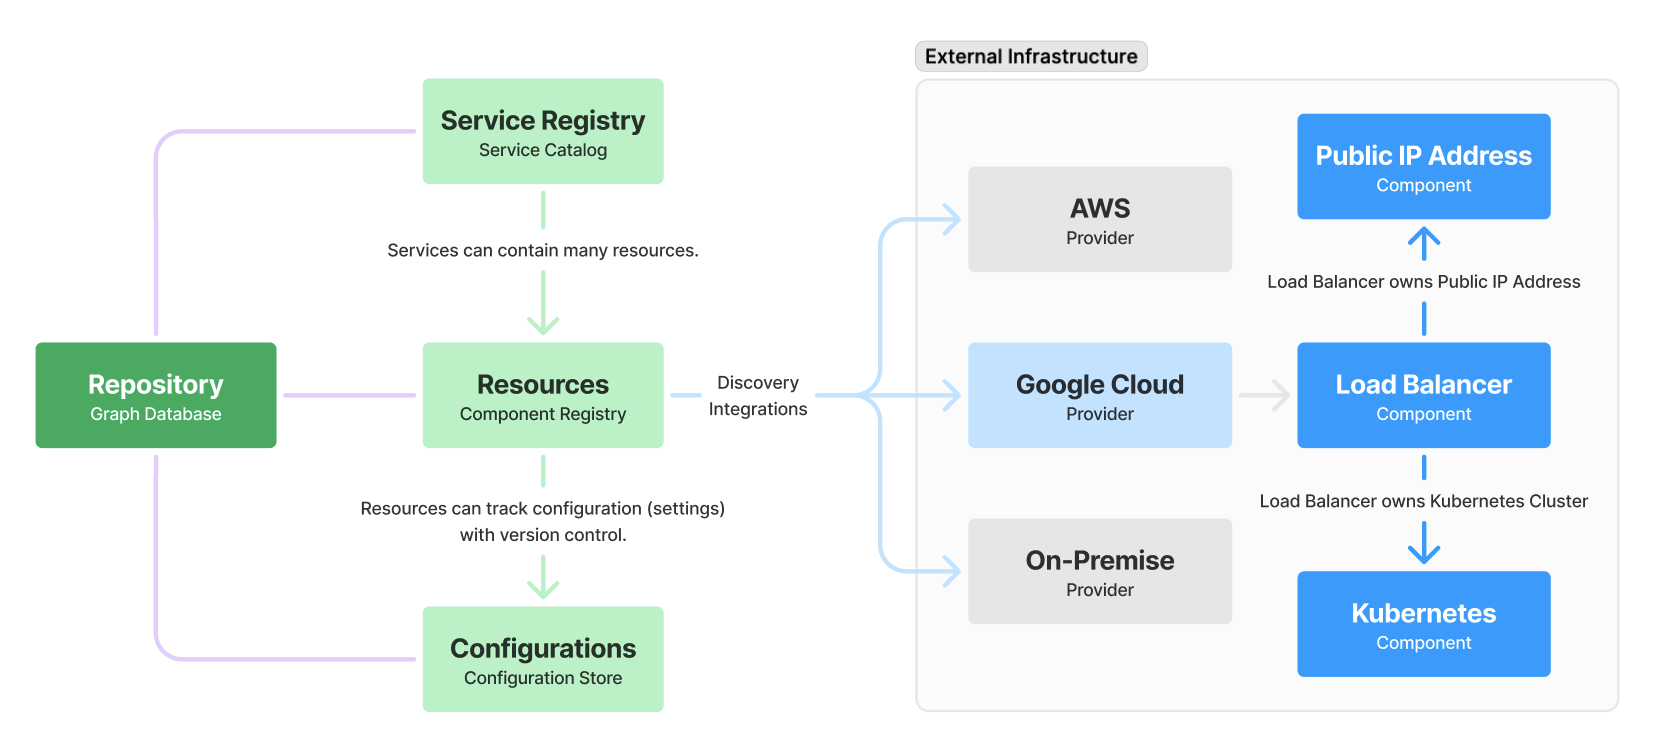 External Infrastructure
Service Registry
Service Catalog
Services can contain many resources.
Repository
Graph Database
Resources
Component Registry
Resources can track configuration (settings)
with version control.
Configurations
Configuration Store
Discovery
Integrations
AWS
Provider
Google Cloud
Provider
On-Premise
Provider
Public IP Address
Component
Load Balancer owns Public IP Address
Load Balancer
Component
Load Balancer owns Kubernetes Cluster
Kubernetes
Component